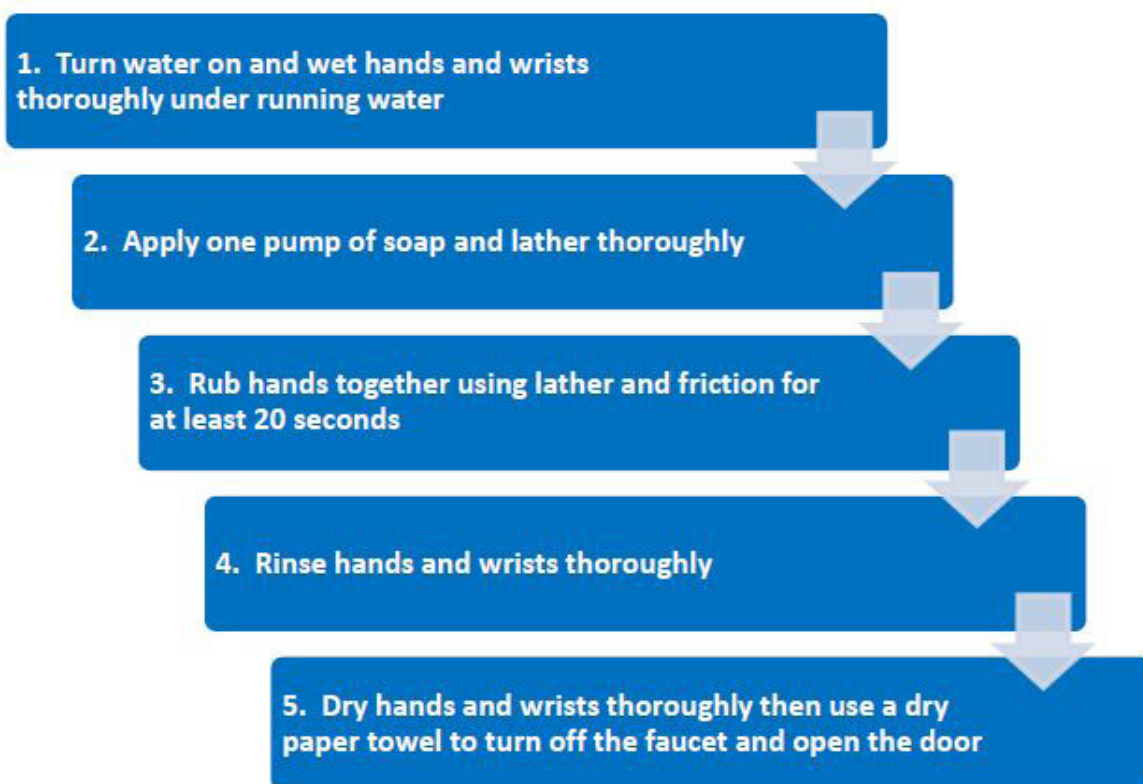 1. Turn water on and wet hands and wrists
thoroughly under running water
2. Apply one pump of soap and lather thoroughly
3. Rub hands together using lather and friction for
at least 20 seconds
4. Rinse hands and wrists thoroughly
5. Dry hands and wrists thoroughly then use a dry
paper towel to turn off the faucet and open the door